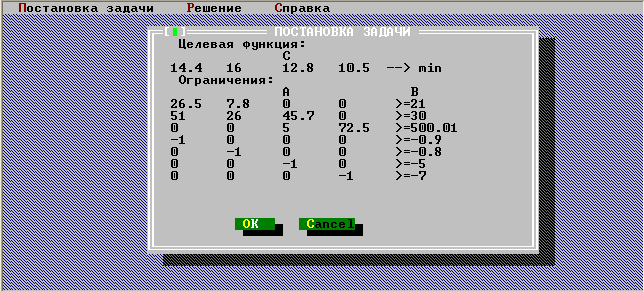 Постановка задачи Решение Справка
[▮] ПОСТАНОВКА ЗАДАЧИ
Целевая функция:
C
14.4 16 12.8 10.5 --> min
Ограничения:
A B
26.5 7.8 0 0 >=21
51 26 45.7 0 >=30
0 0 5 72.5 >=500.01
-1 0 0 0 >=-0.9
0 -1 0 0 >=-0.8
0 0 -1 0 >=-5
0 0 0 -1 >=-7
OK Cancel